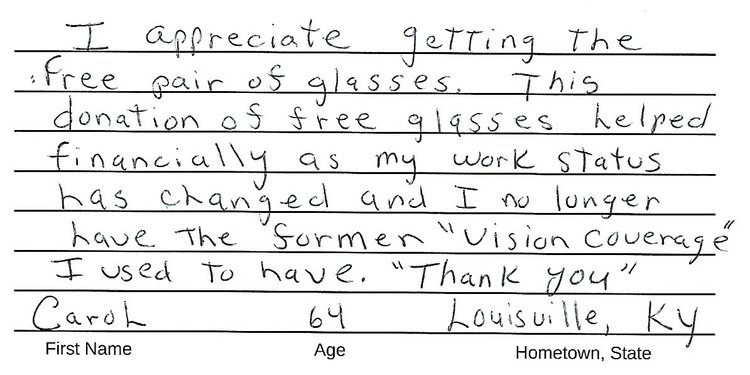 I appreciate getting the
free pair of glasses. This
donation of free glasses helped
financially as my work status
has changed and I no longer
have the former "Vision Coverage"
I used to have. "Thank you"
Carol 64 Louisville, KY
First Name Age Hometown, State